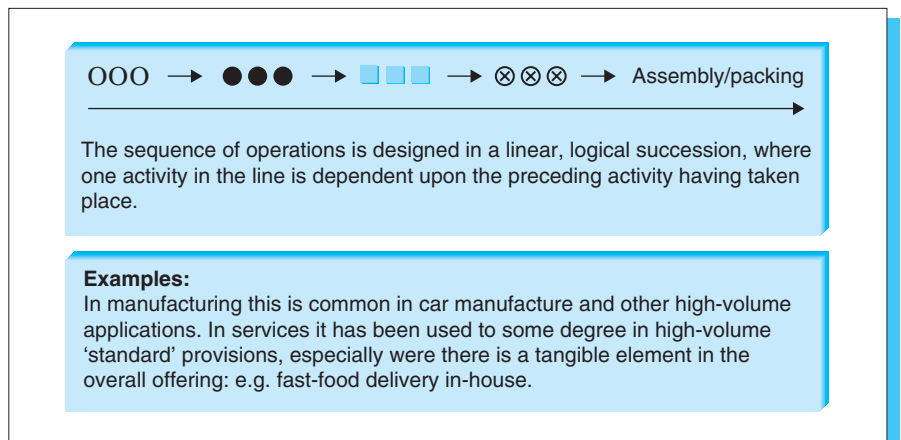 OOO → ●●● → ■■■ → ⊗⊗⊗ → Assembly/packing
The sequence of operations is designed in a linear, logical succession, where
one activity in the line is dependent upon the preceding activity having taken
place.
Examples:
In manufacturing this is common in car manufacture and other high-volume
applications. In services it has been used to some degree in high-volume
‘standard’ provisions, especially were there is a tangible element in the
overall offering: e.g. fast-food delivery in-house.